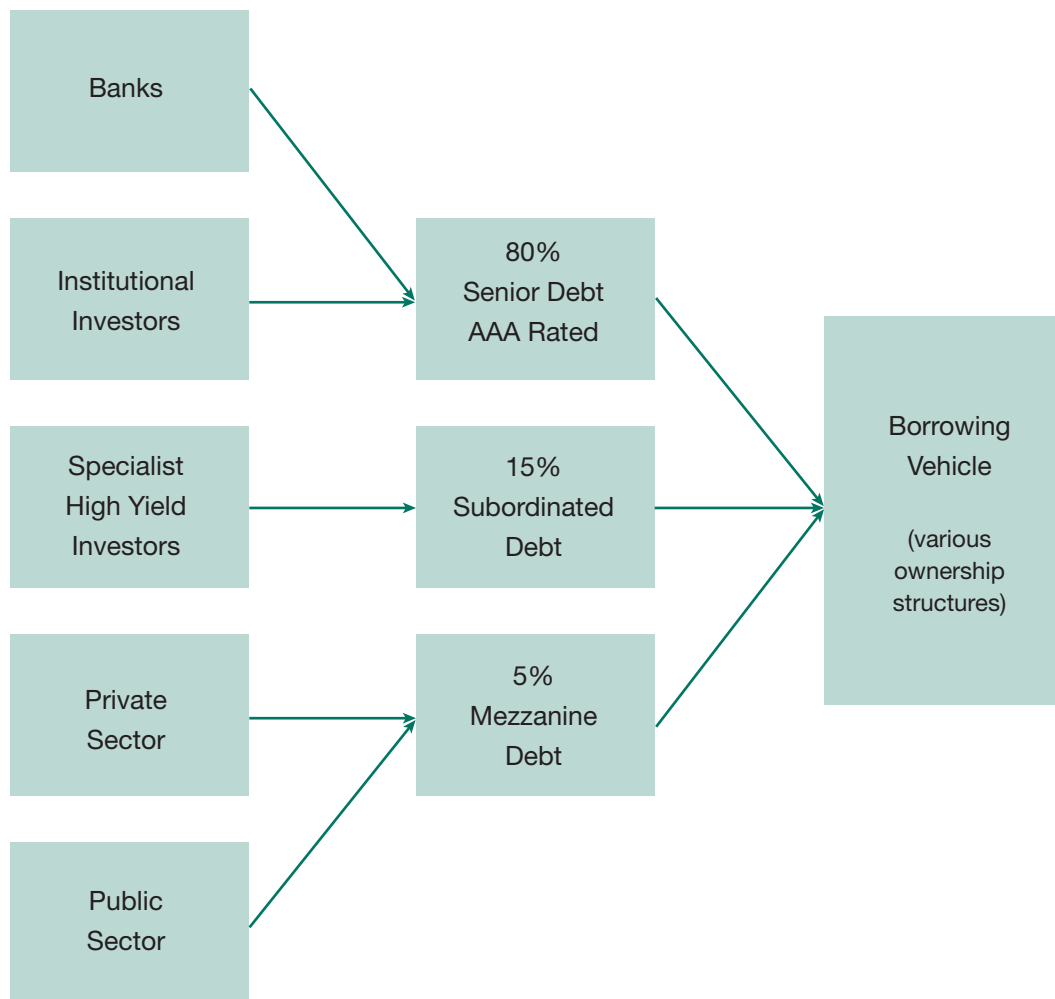 Banks
Institutional
Investors
Specialist
High Yield
Investors
Private
Sector
Public
Sector
80%
Senior Debt
AAA Rated
15%
Subordinated
Debt
5%
Mezzanine
Debt
Borrowing
Vehicle
(various
ownership
structures)